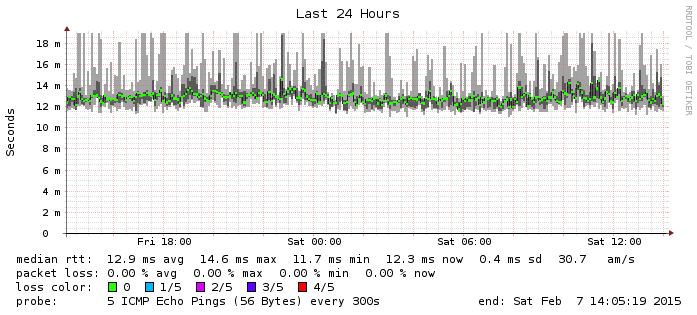 Last 24 Hours
RRDTOOL / TOBI OETIKER
Seconds
18 m
16 m
14 m
12 m
10 m
8 m
6 m
4 m
2 m
0
Fri 18:00 Sat 00:00 Sat 06:00 Sat 12:00
median rtt: 12.9 ms avg 14.6 ms max 11.7 ms min 12.3 ms now 0.4 ms sd 30.7 am/s
packet loss: 0.00 % avg 0.00 % max 0.00 % min 0.00 % now
loss color: 0 1/5 2/5 3/5 4/5
probe: 5 ICMP Echo Pings (56 Bytes) every 300s end: Sat Feb 7 14:05:19 2015